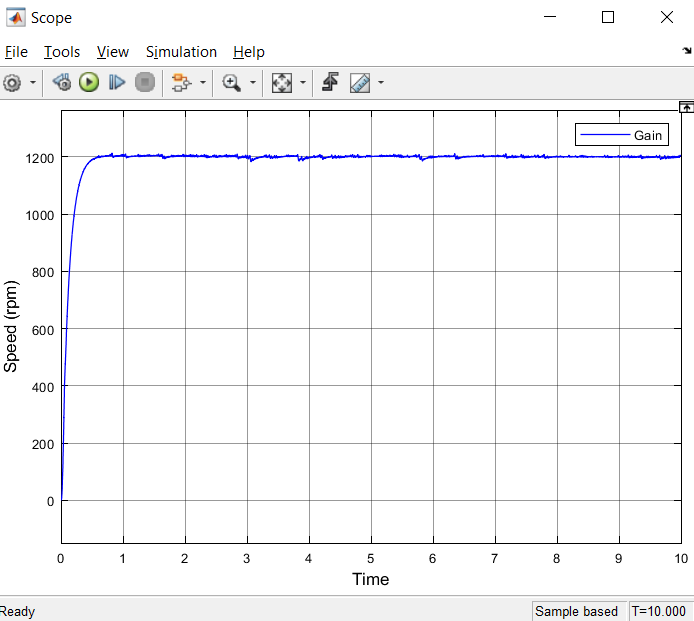 Scope
File Tools View Simulation Help
Gain
1200
1000
800
600
400
200
0
Speed (rpm)
0 1 2 3 4 5 6 7 8 9 10
Time
Ready Sample based T=10.000